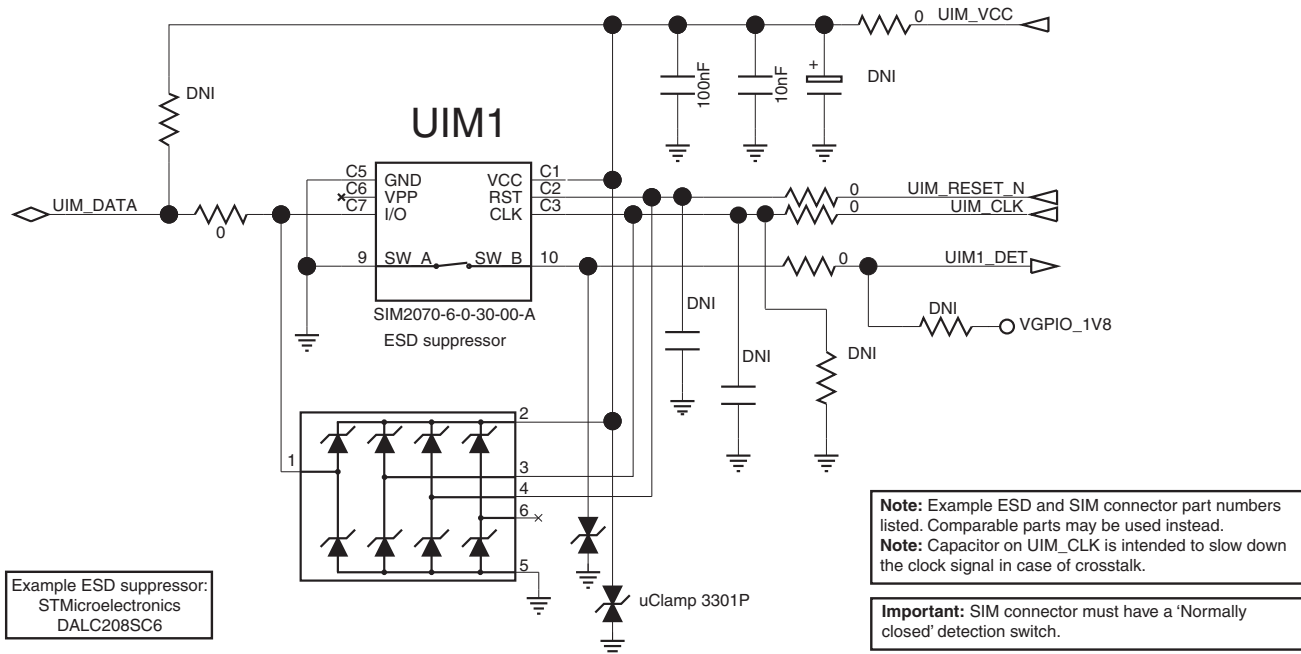 0 UIM_VCC
DNI
100nF
10nF
+
DNI
UIM1
C5 GND VCC C1
C6 VPP RST C2
C7 I/O CLK C3
UIM_DATA
0
0 UIM_RESET_N
0 UIM_CLK
9 SW_A SW_B 10
0 UIM1_DET
SIM2070-6-0-30-00-A
ESD suppressor
DNI
DNI
DNI
DNI
VGPIO_1V8
1
2
3
4
6
5
uClamp 3301P
Example ESD suppressor:
STMicroelectronics
DALC208SC6
Note: Example ESD and SIM connector part numbers
listed. Comparable parts may be used instead.
Note: Capacitor on UIM_CLK is intended to slow down
the clock signal in case of crosstalk.
Important: SIM connector must have a ‘Normally
closed’ detection switch.